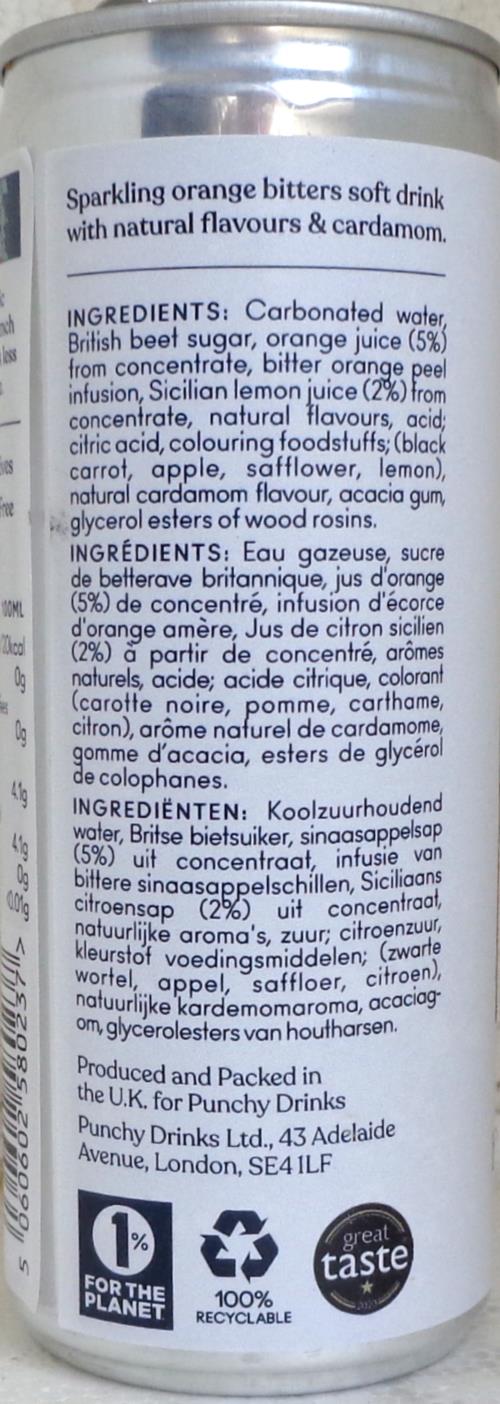 Sparkling orange bitters soft drink
with natural flavours & cardamom.
INGREDIENTS: Carbonated water,
British beet sugar, orange juice (5%)
from concentrate, bitter orange peel
infusion, Sicilian lemon juice (2%) from
concentrate, natural flavours, acid;
citric acid, colouring foodstuffs; (black
carrot, apple, safflower, lemon),
natural cardamom flavour, acacia gum,
glycerol esters of wood rosins.
INGRÉDIENTS: Eau gazeuse, sucre
de betterave britannique, jus d'orange
(5%) de concentré, infusion d'écorce
d'orange amère, Jus de citron sicilien
(2%) à partir de concentré, arômes
naturels, acide; acide citrique, colorant
(carotte noire, pomme, carthame,
citron), arôme naturel de cardamome,
gomme d'acacia, esters de glycérol
de colophanes.
INGREDIËNTEN: Koolzuurhoudend
water, Britse bietsuiker, sinaasappelsap
(5%) uit concentraat, infusie van
bittere sinaasappelschillen, Siciliaans
citroensap (2%) uit concentraat,
natuurlijke aroma's, zuur; citroenzuur,
kleurstof voedingsmiddelen; (zwarte
wortel, appel, saffloer, citroen),
natuurlijke kardemomaroma, acaciag-
om, glycerolesters van houtharsen.
Produced and Packed in
the U.K. for Punchy Drinks
Punchy Drinks Ltd., 43 Adelaide
Avenue, London, SE4 1LF
1%
FOR THE
PLANET
100%
RECYCLABLE
great
taste
2020
00ML
0g
0g
4.1g
4.1g
0g
<0.01g
5 060602 580237 >